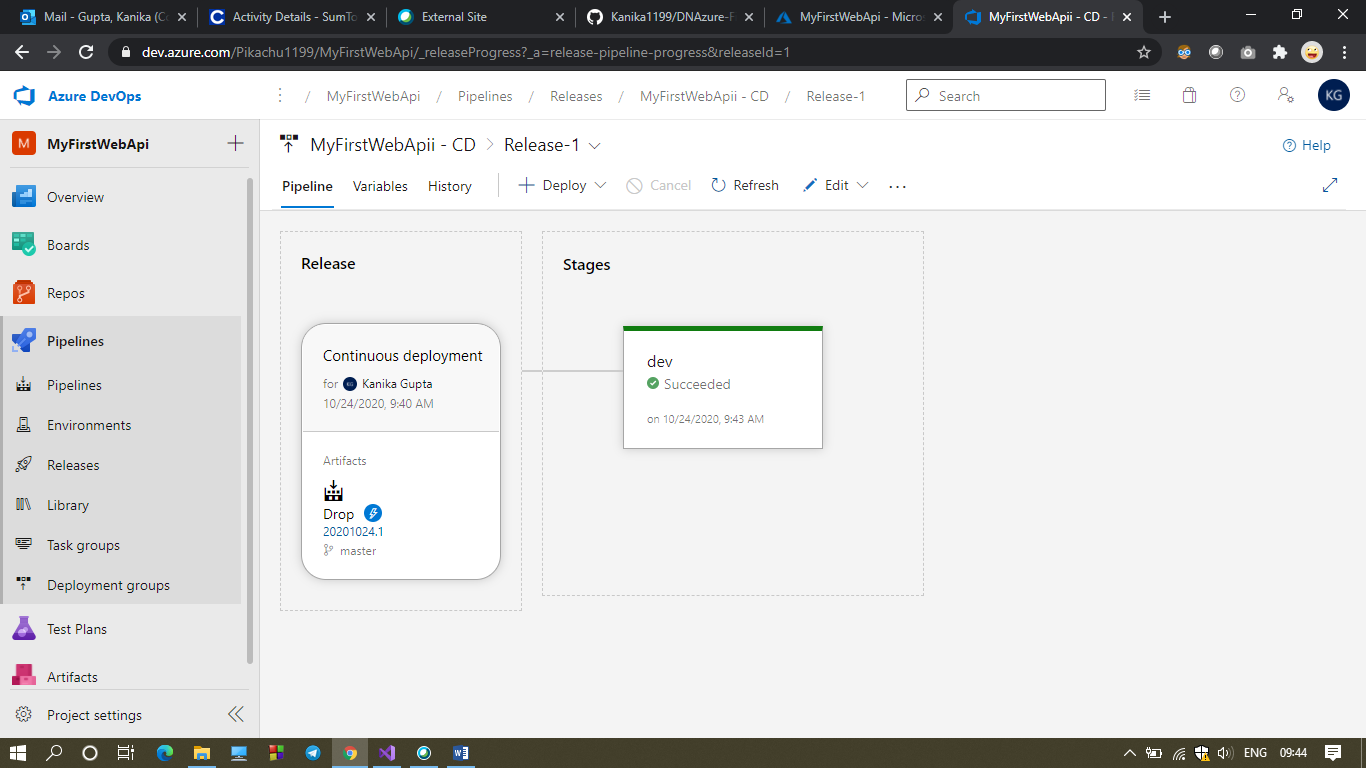 Mail - Gupta, Kanika (Co
Activity Details - SumTo
External Site
Kanika1199/DNAzure-F
MyFirstWebApi - Micros
MyFirstWebApii - CD -
dev.azure.com/Pikachu1199/MyFirstWebApi/_releaseProgress?_a=release-pipeline-progress&releaseId=1
Azure DevOps
/ MyFirstWebApi / Pipelines / Releases / MyFirstWebApii - CD / Release-1
Search
KG
M MyFirstWebApi
Overview
Boards
Repos
Pipelines
Pipelines
Environments
Releases
Library
Task groups
Deployment groups
Test Plans
Artifacts
Project settings
MyFirstWebApii - CD > Release-1
Help
Pipeline Variables History
Deploy Cancel Refresh Edit ...
Release
Continuous deployment
for KG Kanika Gupta
10/24/2020, 9:40 AM
Artifacts
Drop
20201024.1
master
Stages
dev
Succeeded
on 10/24/2020, 9:43 AM
ENG 09:44